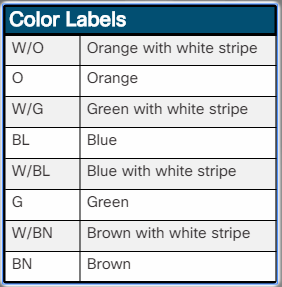 Color Labels
W/O Orange with white stripe
O Orange
W/G Green with white stripe
BL Blue
W/BL Blue with white stripe
G Green
W/BN Brown with white stripe
BN Brown